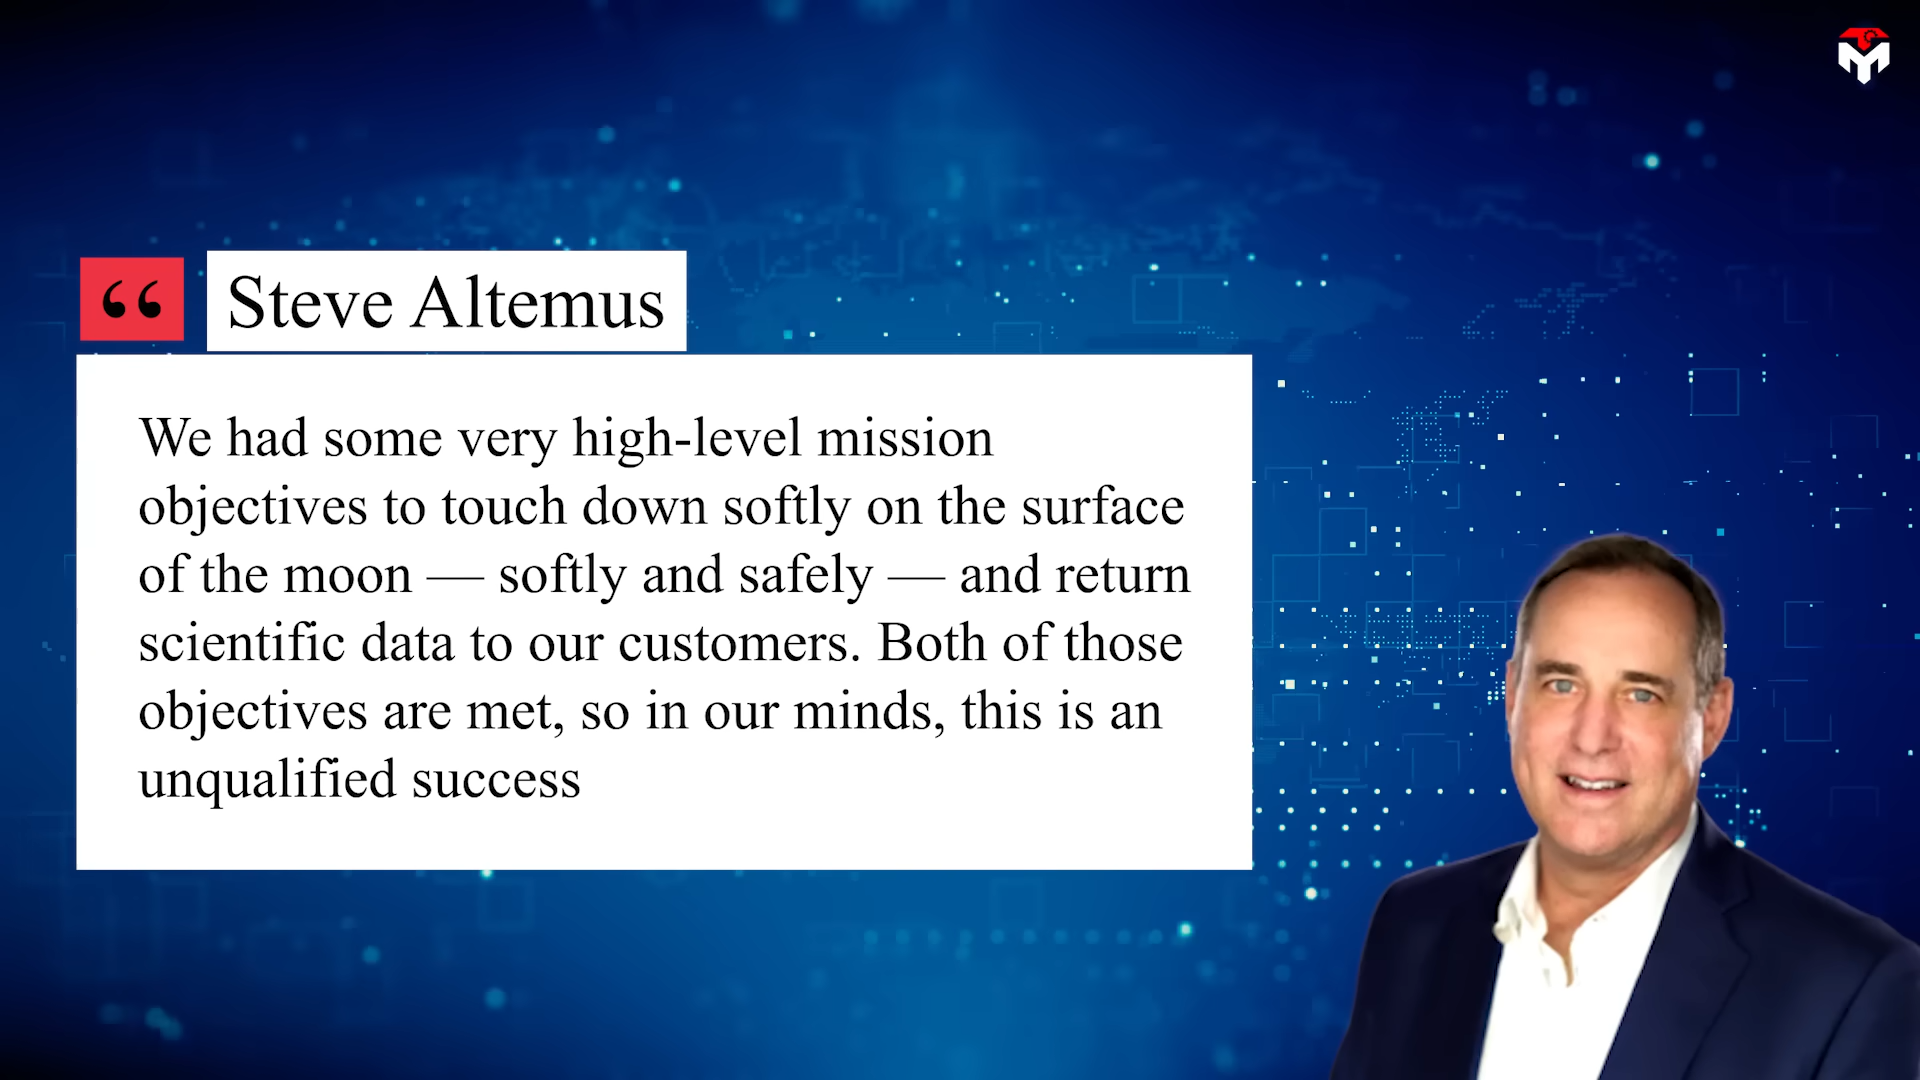 “
Steve Altemus
We had some very high-level mission
objectives to touch down softly on the surface
of the moon — softly and safely — and return
scientific data to our customers. Both of those
objectives are met, so in our minds, this is an
unqualified success